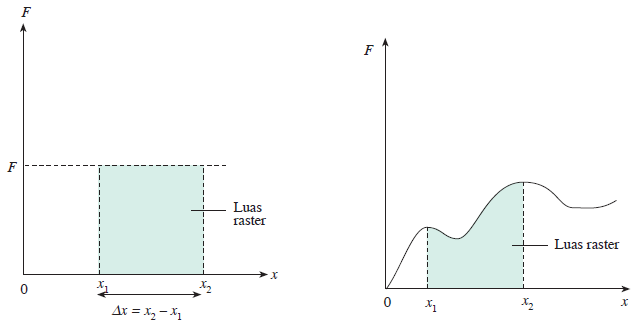 F
F
Luas
raster
0
x₁
x₂
x
Δx = x₂ – x₁
F
Luas raster
0
x₁
x₂
x